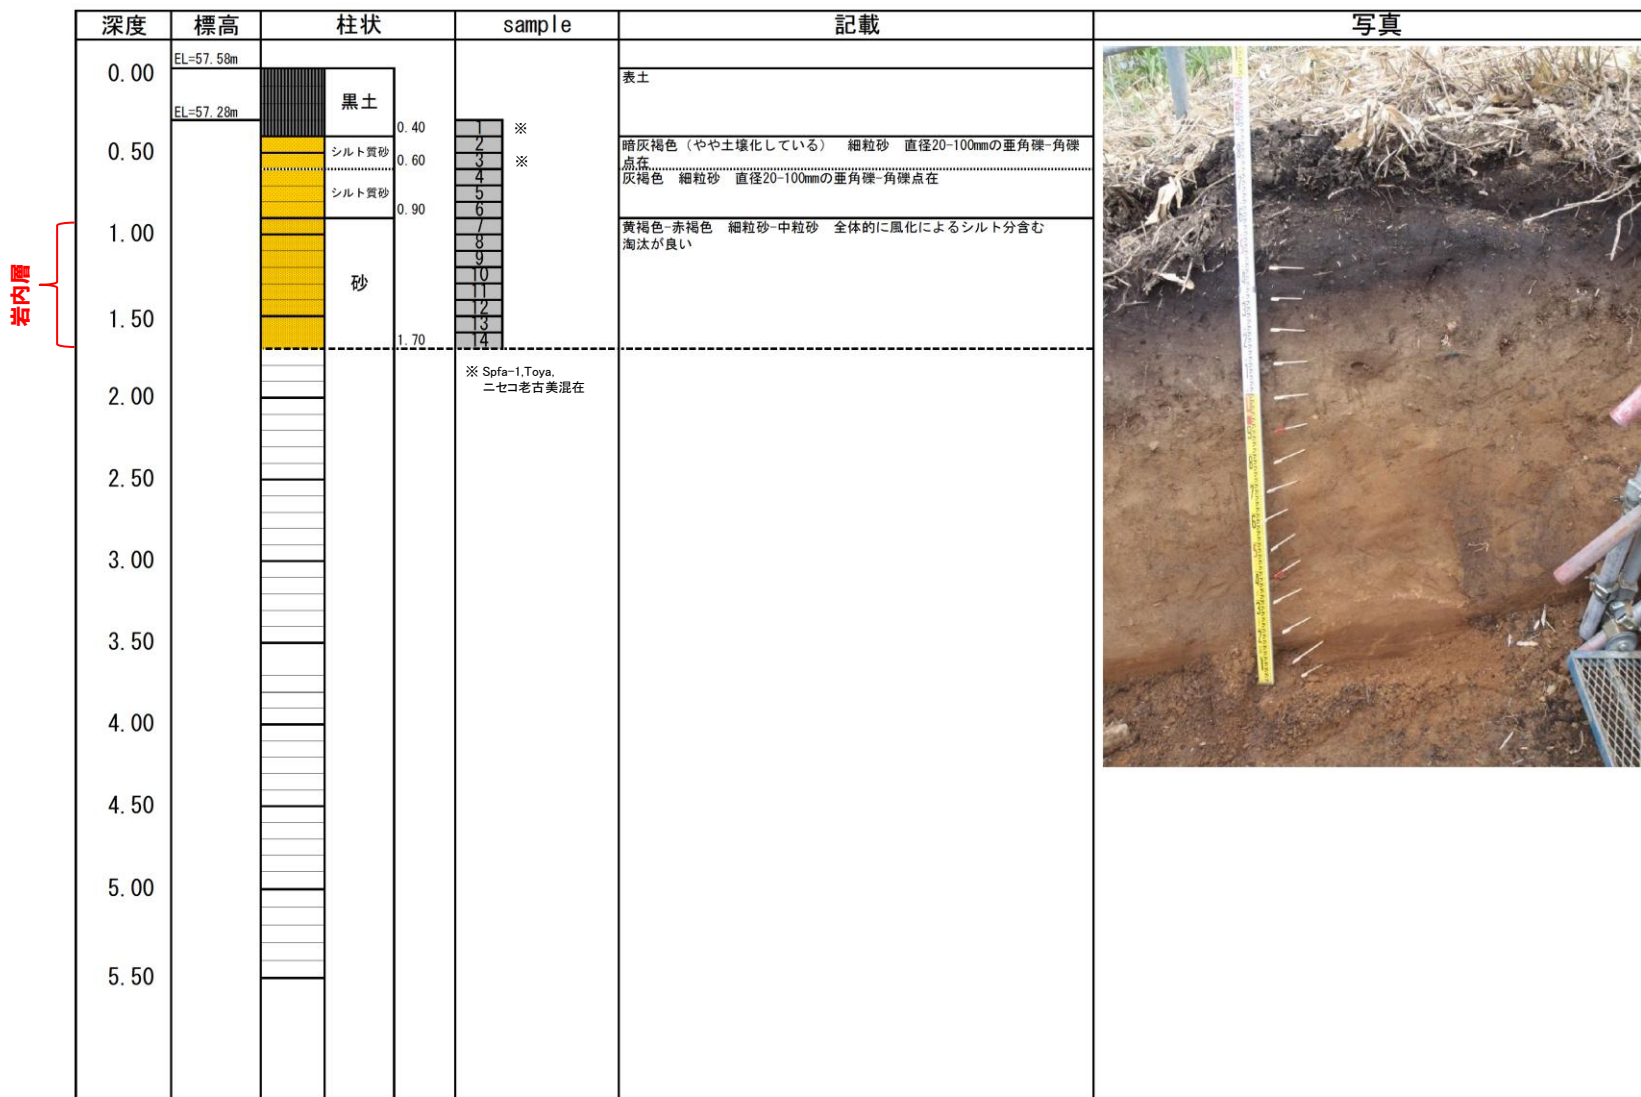 深度 標高 柱状 sample 記載 写真
EL=57.58m
0.00
表土
黒土
EL=57.28m
0.40
1 ※
0.50
シルト質砂
2
暗灰褐色（やや土壌化している） 細粒砂 直径20-100mmの亜角礫-角礫
点在
0.60
3 ※
4
灰褐色 細粒砂 直径20-100mmの亜角礫-角礫点在
シルト質砂
5
0.90
6
7
黄褐色-赤褐色 細粒砂-中粒砂 全体的に風化によるシルト分含む
淘汰が良い
1.00
8
9
岩内層
砂
10
11
12
1.50
13
1.70
14
※ Spfa-1,Toya,
ニセコ老古美混在
2.00
2.50
3.00
3.50
4.00
4.50
5.00
5.50